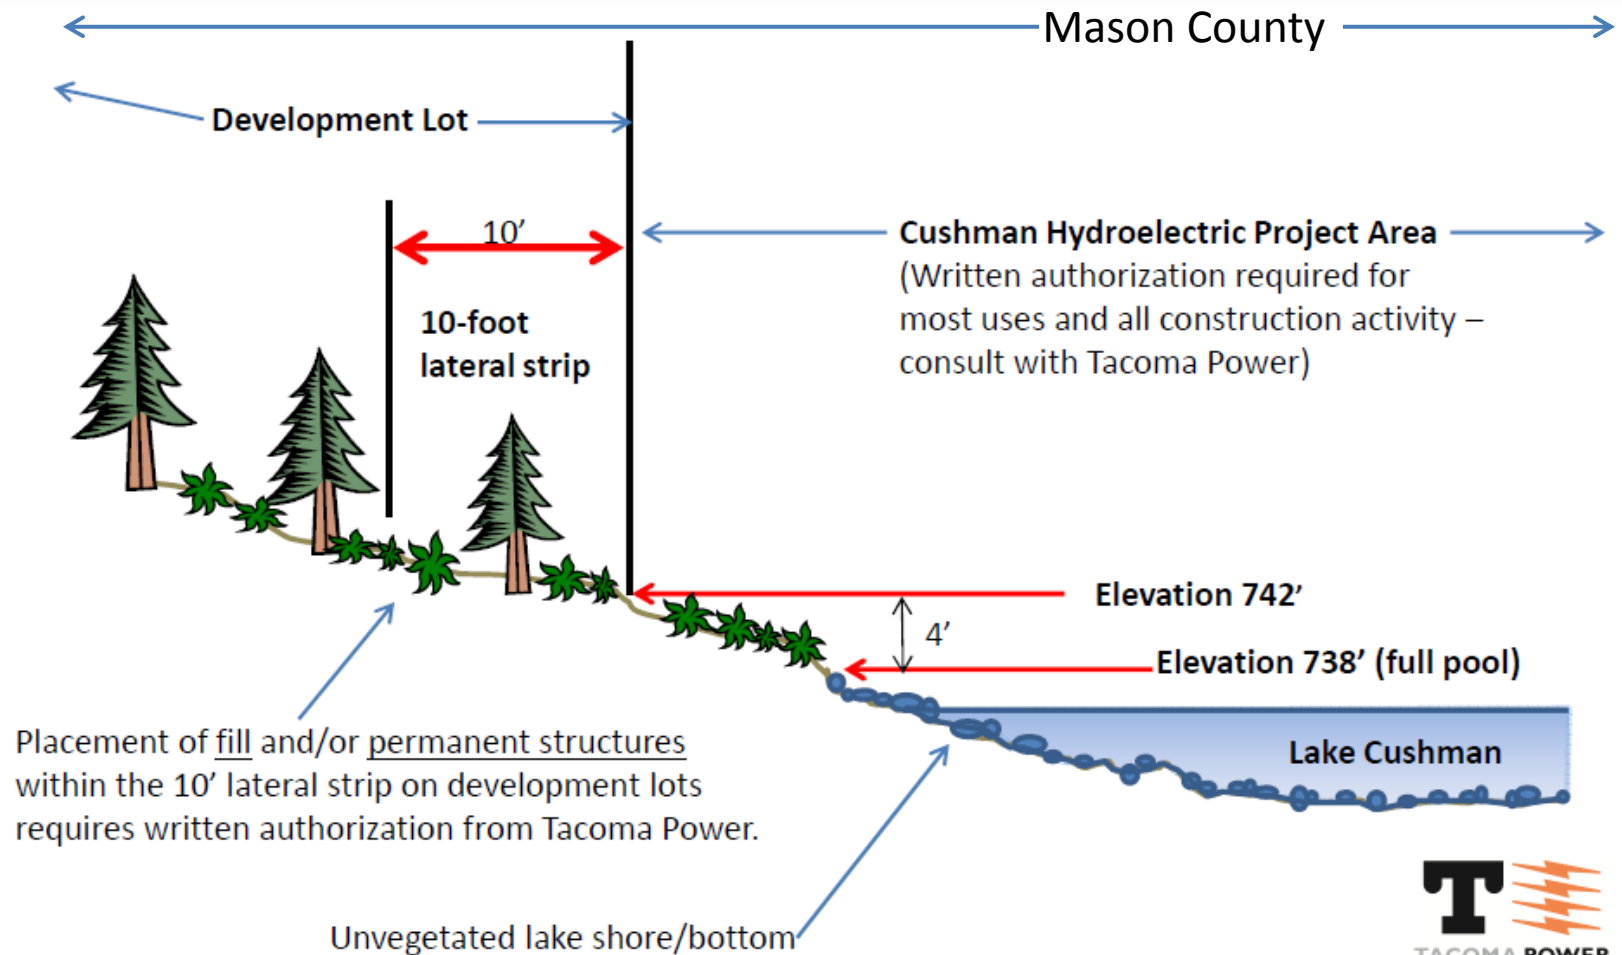 Mason County
Development Lot
10’
Cushman Hydroelectric Project Area
(Written authorization required for
most uses and all construction activity –
consult with Tacoma Power)
10-foot
lateral strip
Elevation 742’
4’
Elevation 738’ (full pool)
Placement of fill and/or permanent structures
within the 10’ lateral strip on development lots
requires written authorization from Tacoma Power.
Lake Cushman
Unvegetated lake shore/bottom
T
TACOMA POWER